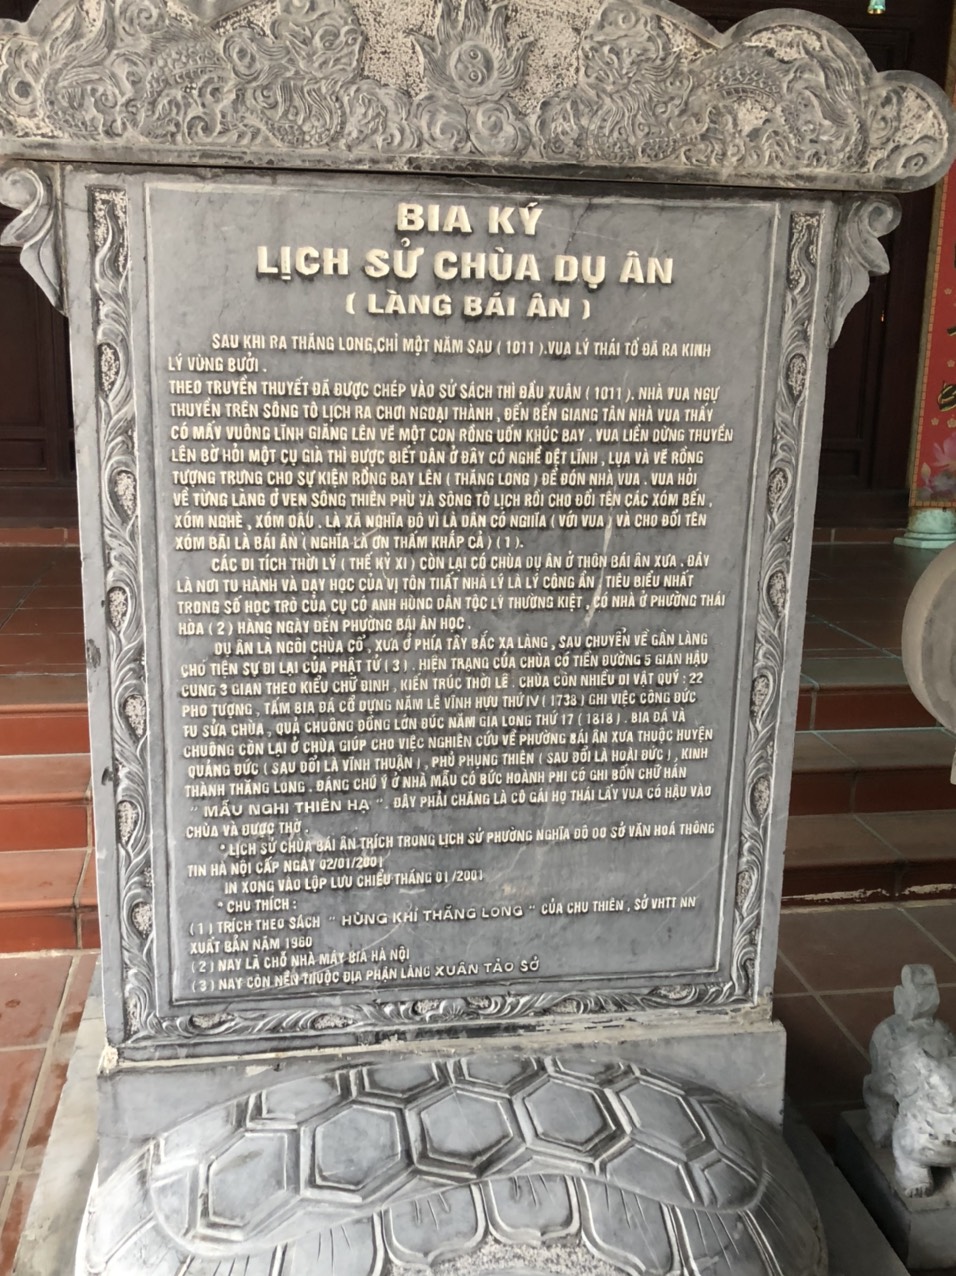 BIA KÝ
LỊCH SỬ CHÙA DỤ ÂN
( LÀNG BÁI ÂN )
SAU KHI RA THĂNG LONG,CHỈ MỘT NĂM SAU ( 1011 ).VUA LÝ THÁI TỔ ĐÃ RA KINH
LÝ VÙNG BƯỞI .
THEO TRUYỀN THUYẾT ĐÃ ĐƯỢC CHÉP VÀO SỬ SÁCH THÌ ĐẦU XUÂN ( 1011 ). NHÀ VUA NGỰ
THUYỀN TRÊN SÔNG TÔ LỊCH RA CHƠI NGOẠI THÀNH , ĐẾN BẾN GIANG TÂN NHÀ VUA THẤY
CÓ MẤY VUÔNG LĨNH GIĂNG LÊN VẼ MỘT CON RỒNG UỐN KHÚC BAY . VUA LIỀN DỪNG THUYỀN
LÊN BỜ HỎI MỘT CỤ GIÀ THÌ ĐƯỢC BIẾT DÂN Ở ĐÂY CÓ NGHỀ DỆT LĨNH , LỤA VÀ VẼ RỒNG
TƯỢNG TRƯNG CHO SỰ KIỆN RỒNG BAY LÊN ( THĂNG LONG ) ĐỂ ĐÓN NHÀ VUA . VUA HỎI
VỀ TỪNG LÀNG Ở VEN SÔNG THIÊN PHÙ VÀ SÔNG TÔ LỊCH RỒI CHO ĐỔI TÊN CÁC XÓM BẾN,
XÓM NGHÈ , XÓM DÂU . LÀ XÃ NGHĨA ĐÔ VÌ LÀ DÂN CÓ NGHĨA ( VỚI VUA ) VÀ CHO ĐỔI TÊN
XÓM BÃI LÀ BÁI ÂN ( NGHĨA LÀ ƠN THẤM KHẮP CẢ ) ( 1 ).
CÁC DI TÍCH THỜI LÝ ( THẾ KỶ XI ) CÒN LẠI CÓ CHÙA DỤ ÂN Ở THÔN BÁI ÂN XƯA . ĐÂY
LÀ NƠI TU HÀNH VÀ DẠY HỌC CỦA VỊ TÔN THẤT NHÀ LÝ LÀ LÝ CÔNG ẨN , TIÊU BIỂU NHẤT
TRONG SỐ HỌC TRÒ CỦA CỤ CÓ ANH HÙNG DÂN TỘC LÝ THƯỜNG KIỆT , CÓ NHÀ Ở PHƯỜNG THÁI
HÒA ( 2 ) HÀNG NGÀY ĐẾN PHƯỜNG BÁI ÂN HỌC.
DỤ ÂN LÀ NGÔI CHÙA CỔ , XƯA Ở PHÍA TÂY BẮC XA LÀNG , SAU CHUYỂN VỀ GẦN LÀNG
CHO TIỆN SỰ ĐI LẠI CỦA PHẬT TỬ ( 3 ) . HIỆN TRẠNG CỦA CHÙA CÓ TIỀN ĐƯỜNG 5 GIAN HẬU
CUNG 3 GIAN THEO KIỂU CHỮ ĐINH , KIẾN TRÚC THỜI LÊ . CHÙA CÒN NHIỀU DI VẬT QUÝ : 22
PHO TƯỢNG , TẤM BIA ĐÁ CỔ DỰNG NĂM LÊ VĨNH HỰU THỨ IV ( 1738 ) GHI VIỆC CÔNG ĐỨC
TU SỬA CHÙA , QUẢ CHUÔNG ĐỒNG LỚN ĐÚC NĂM GIA LONG THỨ 17 ( 1818 ) . BIA ĐÁ VÀ
CHUÔNG CÒN LẠI Ở CHÙA GIÚP CHO VIỆC NGHIÊN CỨU VỀ PHƯỜNG BÁI ÂN XƯA THUỘC HUYỆN
QUẢNG ĐỨC ( SAU ĐỔI LÀ VĨNH THUẬN ) , PHỦ PHỤNG THIÊN ( SAU ĐỔI LÀ HOÀI ĐỨC ) , KINH
THÀNH THĂNG LONG . ĐÁNG CHÚ Ý Ở NHÀ MẪU CÓ BỨC HOÀNH PHI CÓ GHI BỐN CHỮ HÁN
" MẪU NGHI THIÊN HẠ " . ĐÂY PHẢI CHĂNG LÀ CÔ GÁI HỌ THÁI LẤY VUA CÓ HẬU VÀO
CHÙA VÀ ĐƯỢC THỜ .
*LỊCH SỬ CHÙA BÁI ÂN TRÍCH TRONG LỊCH SỬ PHƯỜNG NGHĨA ĐÔ DO SỞ VĂN HOÁ THÔNG
TIN HÀ NỘI CẤP NGÀY 02/01/2001
IN XONG VÀO LỘP LƯU CHIỂU THÁNG 01/2001
*CHÚ THÍCH :
( 1 ) TRÍCH THEO SÁCH " HÙNG KHÍ THĂNG LONG " CỦA CHU THIÊN , SỞ VHTT NN
XUẤT BẢN NĂM 1960
( 2 ) NAY LÀ CHỖ NHÀ MÁY BIA HÀ NỘI
( 3 ) NAY CÒN NỀN THUỘC ĐỊA PHẬN LÀNG XUÂN TẢO SỞ